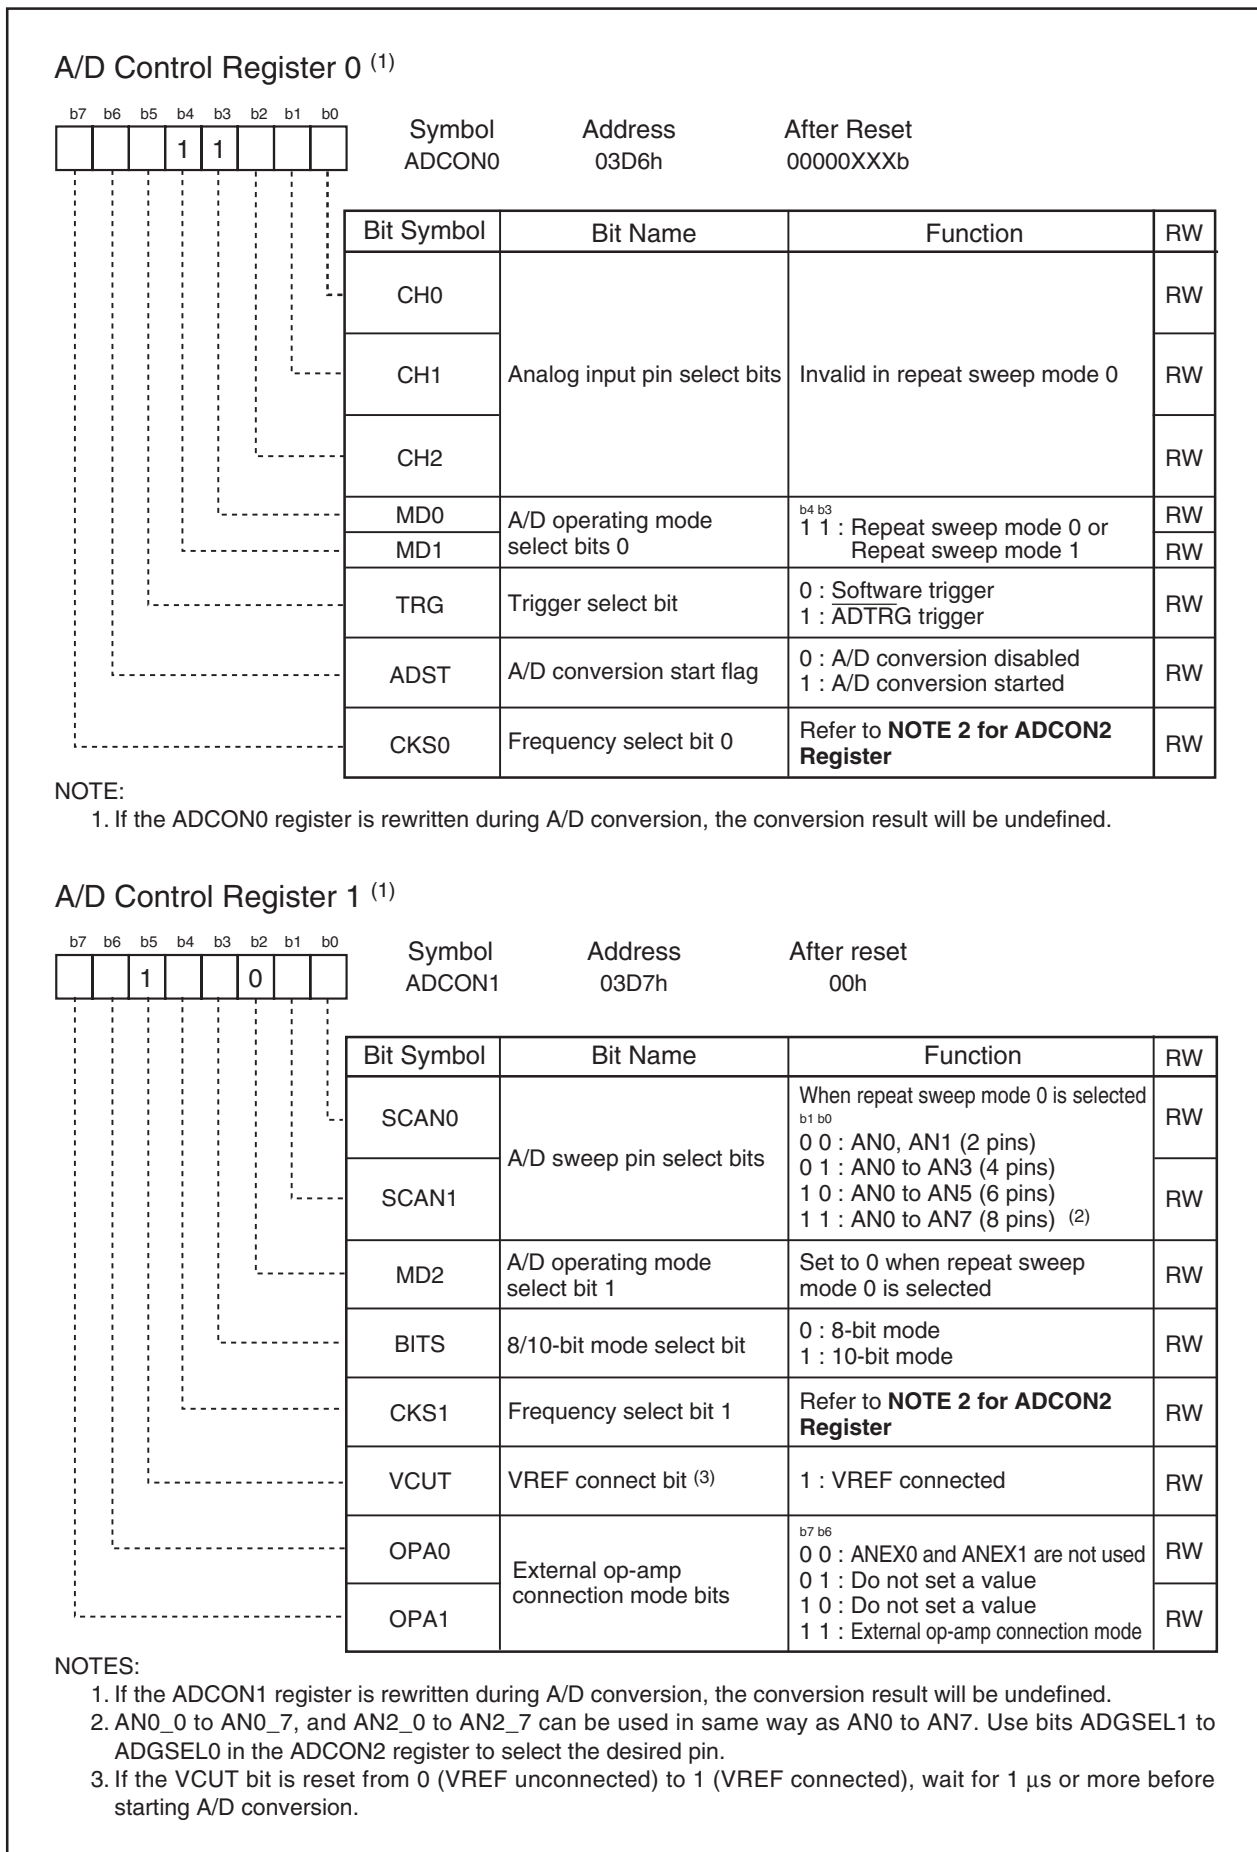 A/D Control Register 0 (1)
b7 b6 b5 b4 b3 b2 b1 b0
1 1
Symbol Address After Reset
ADCON0 03D6h 00000XXXb
Bit Symbol Bit Name Function RW
CH0 RW
CH1 Analog input pin select bits Invalid in repeat sweep mode 0 RW
CH2 RW
MD0 A/D operating mode b4 b3 RW
select bits 0 1 1 : Repeat sweep mode 0 or
MD1 Repeat sweep mode 1 RW
TRG Trigger select bit 0 : Software trigger RW
1 : ADTRG trigger
ADST A/D conversion start flag 0 : A/D conversion disabled RW
1 : A/D conversion started
CKS0 Frequency select bit 0 Refer to NOTE 2 for ADCON2 RW
Register
NOTE:
1. If the ADCON0 register is rewritten during A/D conversion, the conversion result will be undefined.
A/D Control Register 1 (1)
b7 b6 b5 b4 b3 b2 b1 b0
1 0
Symbol Address After reset
ADCON1 03D7h 00h
Bit Symbol Bit Name Function RW
When repeat sweep mode 0 is selected
SCAN0 b1 b0 RW
0 0 : AN0, AN1 (2 pins)
A/D sweep pin select bits 0 1 : AN0 to AN3 (4 pins)
SCAN1 1 0 : AN0 to AN5 (6 pins) RW
1 1 : AN0 to AN7 (8 pins) (2)
MD2 A/D operating mode Set to 0 when repeat sweep RW
select bit 1 mode 0 is selected
BITS 8/10-bit mode select bit 0 : 8-bit mode RW
1 : 10-bit mode
CKS1 Frequency select bit 1 Refer to NOTE 2 for ADCON2 RW
Register
VCUT VREF connect bit (3) 1 : VREF connected RW
b7 b6
OPA0 0 0 : ANEX0 and ANEX1 are not used RW
External op-amp 0 1 : Do not set a value
connection mode bits 1 0 : Do not set a value
OPA1 1 1 : External op-amp connection mode RW
NOTES:
1. If the ADCON1 register is rewritten during A/D conversion, the conversion result will be undefined.
2. AN0_0 to AN0_7, and AN2_0 to AN2_7 can be used in same way as AN0 to AN7. Use bits ADGSEL1 to
ADGSEL0 in the ADCON2 register to select the desired pin.
3. If the VCUT bit is reset from 0 (VREF unconnected) to 1 (VREF connected), wait for 1 µs or more before
starting A/D conversion.